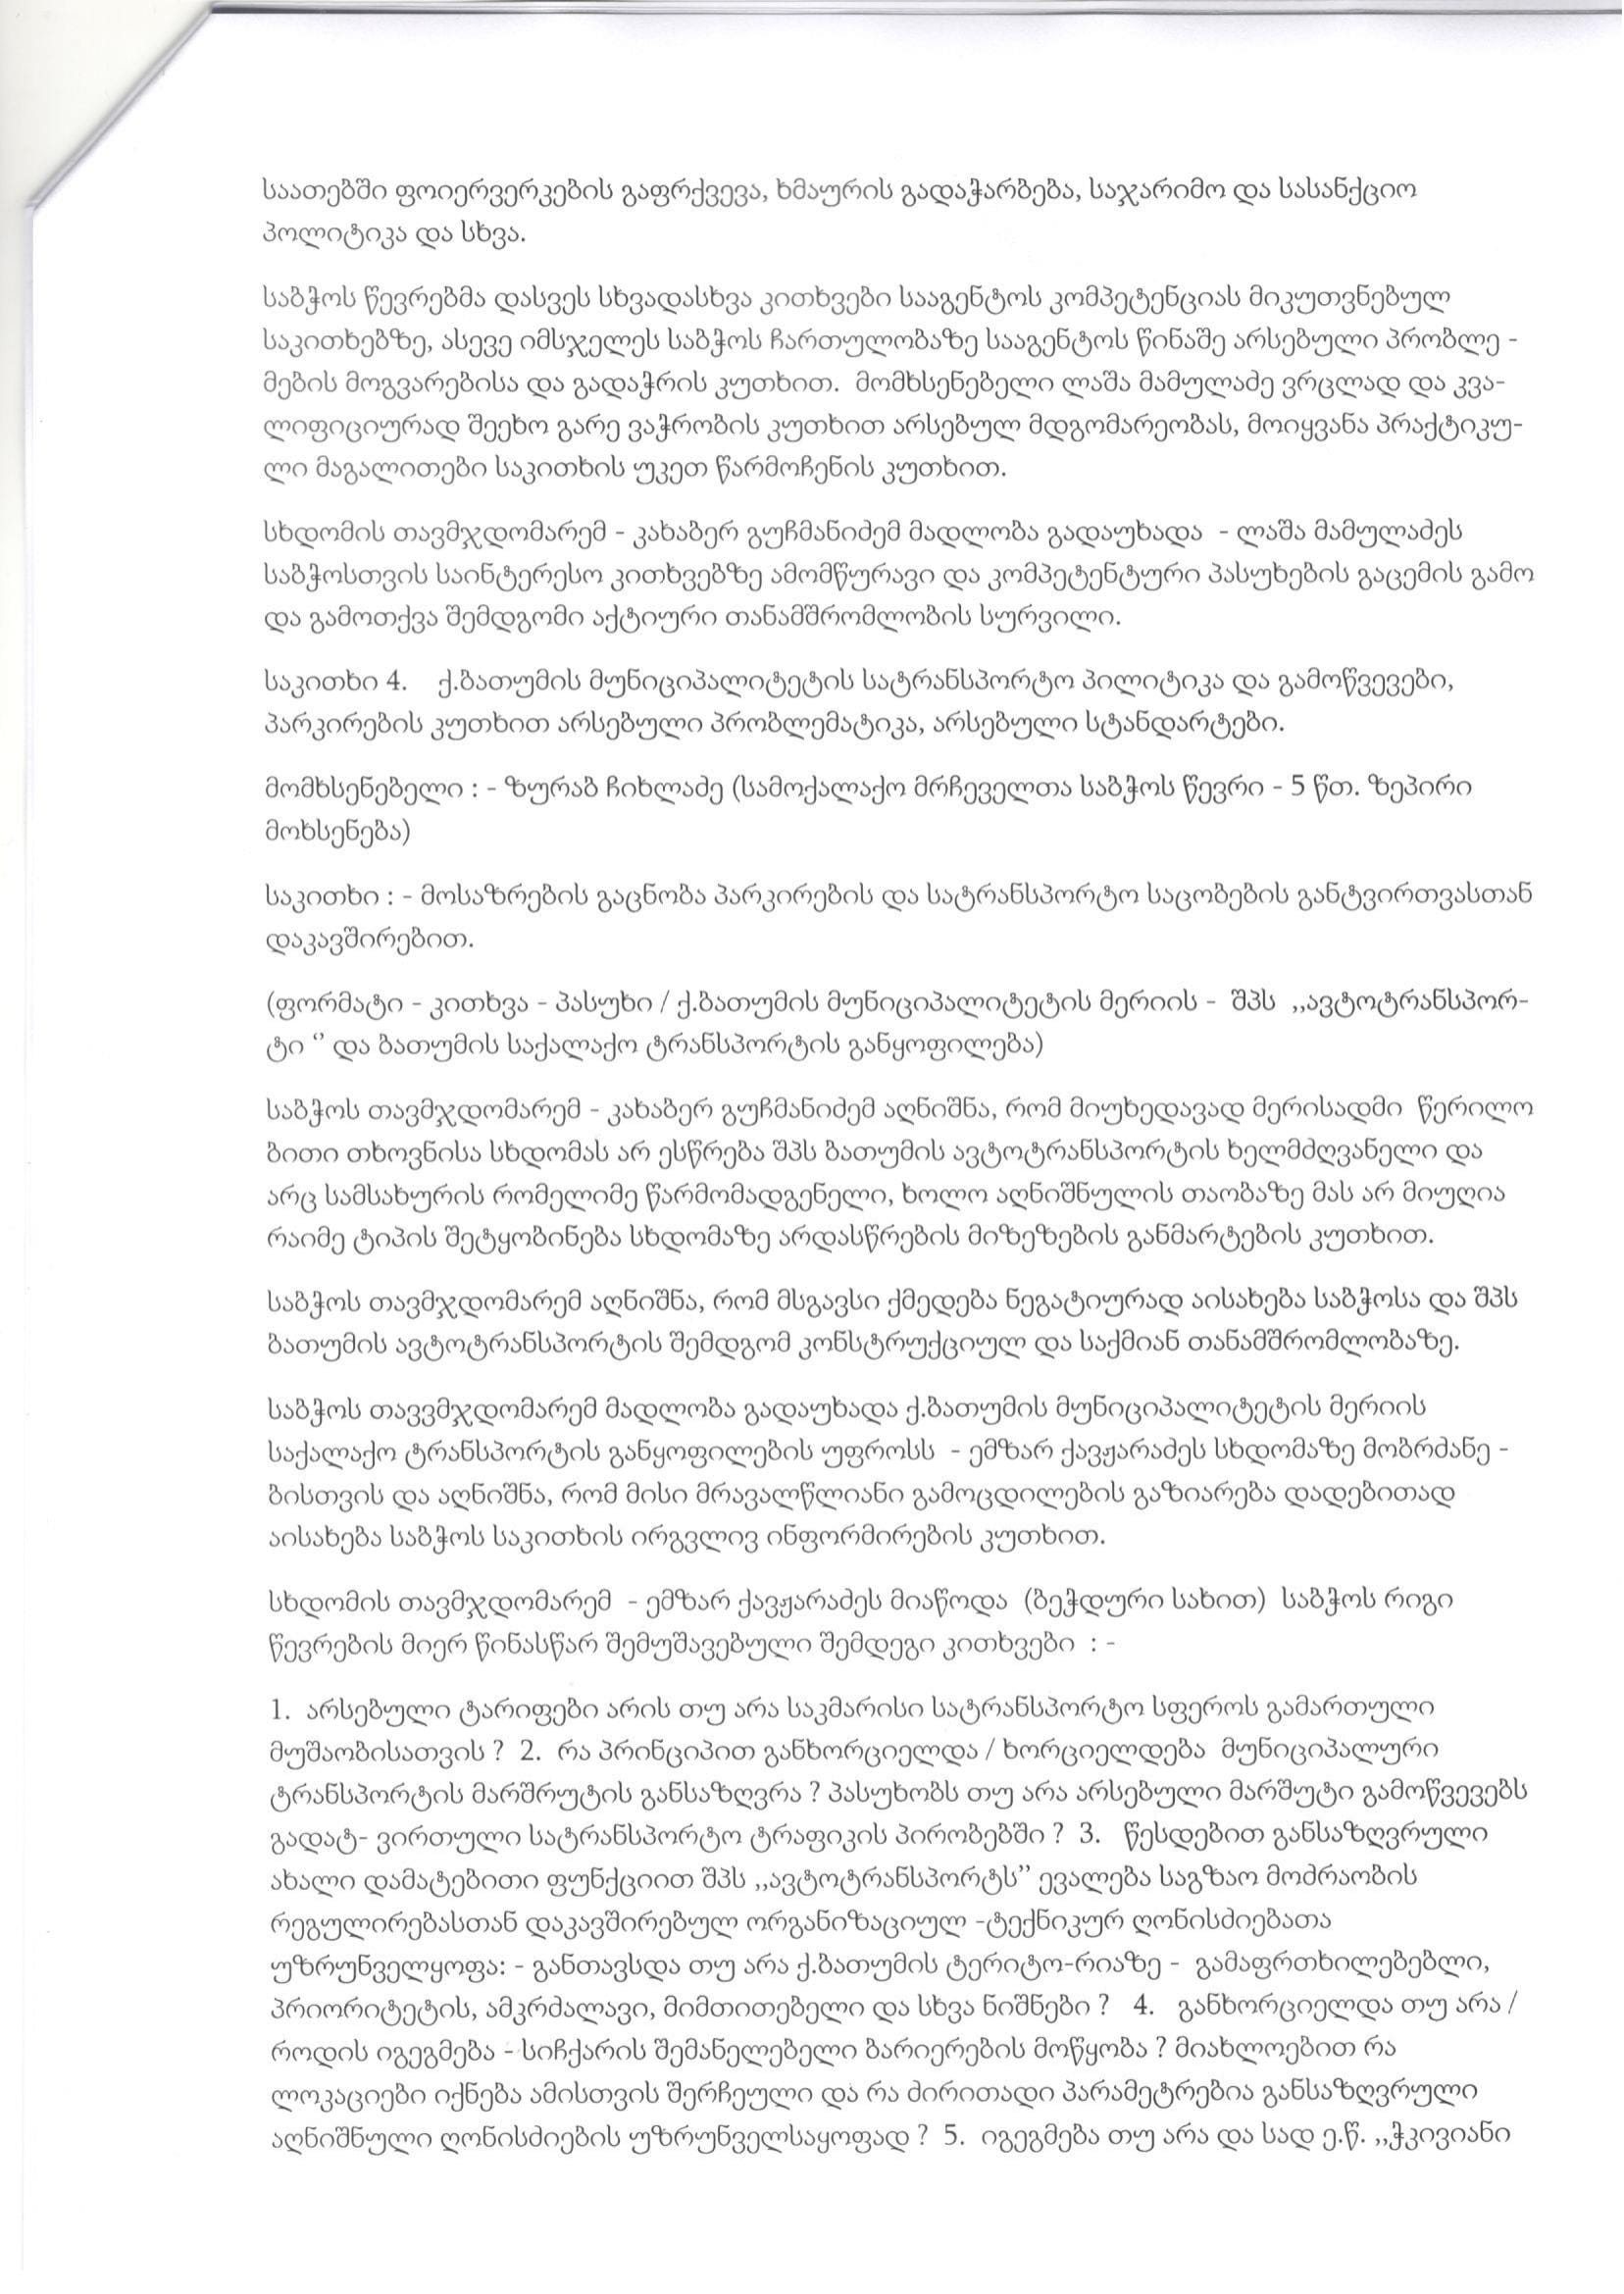 საათებში ფოიერვერკების გაფრქვევა, ხმაურის გადაჭარბება, საჯარიმო და სასანქციო
პოლიტიკა და სხვა.
საბჭოს წევრებმა დასვეს სხვადასხვა კითხვები სააგენტოს კომპეტენციას მიკუთვნებულ
საკითხებზე, ასევე იმსჯელეს საბჭოს ჩართულობაზე სააგენტოს წინაშე არსებული პრობლე -
მების მოგვარებისა და გადაჭრის კუთხით. მომხსენებელი ლაშა მამულაძე ვრცლად და კვა-
ლიფიციურად შეეხო გარე ვაჭრობის კუთხით არსებულ მდგომარეობას, მოიყვანა პრაქტიკუ-
ლი მაგალითები საკითხის უკეთ წარმოჩენის კუთხით.
სხდომის თავმჯდომარემ - კახაბერ გუჩმანიძემ მადლობა გადაუხადა - ლაშა მამულაძეს
საბჭოსთვის საინტერესო კითხვებზე ამომწურავი და კომპეტენტური პასუხების გაცემის გამო
და გამოთქვა შემდგომი აქტიური თანამშრომლობის სურვილი.
საკითხი 4. ქ.ბათუმის მუნიციპალიტეტის სატრანსპორტო პილიტიკა და გამოწვევები,
პარკირების კუთხით არსებული პრობლემატიკა, არსებული სტანდარტები.
მომხსენებელი : - ზურაბ ჩიხლაძე (სამოქალაქო მრჩეველთა საბჭოს წევრი - 5 წთ. ზეპირი
მოხსენება)
საკითხი : - მოსაზრების გაცნობა პარკირების და სატრანსპორტო საცობების განტვირთვასთან
დაკავშირებით.
(ფორმატი - კითხვა - პასუხი / ქ.ბათუმის მუნიციპალიტეტის მერიის - შპს ,,ავტოტრანსპორ-
ტი ‘’ და ბათუმის საქალაქო ტრანსპორტის განყოფილება)
საბჭოს თავმჯდომარემ - კახაბერ გუჩმანიძემ აღნიშნა, რომ მიუხედავად მერისადმი წერილო
ბითი თხოვნისა სხდომას არ ესწრება შპს ბათუმის ავტოტრანსპორტის ხელმძღვანელი და
არც სამსახურის რომელიმე წარმომადგენელი, ხოლო აღნიშნულის თაობაზე მას არ მიუღია
რაიმე ტიპის შეტყობინება სხდომაზე არდასწრების მიზეზების განმარტების კუთხით.
საბჭოს თავმჯდომარემ აღნიშნა, რომ მსგავსი ქმედება ნეგატიურად აისახება საბჭოსა და შპს
ბათუმის ავტოტრანსპორტის შემდგომ კონსტრუქციულ და საქმიან თანამშრომლობაზე.
საბჭოს თავვმჯდომარემ მადლობა გადაუხადა ქ.ბათუმის მუნიციპალიტეტის მერიის
საქალაქო ტრანსპორტის განყოფილების უფროსს - ემზარ ქავჟარაძეს სხდომაზე მობრძანე -
ბისთვის და აღნიშნა, რომ მისი მრავალწლიანი გამოცდილების გაზიარება დადებითად
აისახება საბჭოს საკითხის ირგვლივ ინფორმირების კუთხით.
სხდომის თავმჯდომარემ - ემზარ ქავჟარაძეს მიაწოდა (ბეჭდური სახით) საბჭოს რიგი
წევრების მიერ წინასწარ შემუშავებული შემდეგი კითხვები : -
1. არსებული ტარიფები არის თუ არა საკმარისი სატრანსპორტო სფეროს გამართული
მუშაობისათვის ? 2. რა პრინციპით განხორციელდა / ხორციელდება მუნიციპალური
ტრანსპორტის მარშრუტის განსაზღვრა ? პასუხობს თუ არა არსებული მარშუტი გამოწვევებს
გადატ- ვირთული სატრანსპორტო ტრაფიკის პირობებში ? 3. წესდებით განსაზღვრული
ახალი დამატებითი ფუნქციით შპს ,,ავტოტრანსპორტს’’ ევალება საგზაო მოძრაობის
რეგულირებასთან დაკავშირებულ ორგანიზაციულ -ტექნიკურ ღონისძიებათა
უზრუნველყოფა: - განთავსდა თუ არა ქ.ბათუმის ტერიტო-რიაზე - გამაფრთხილებებლი,
პრიორიტეტის, ამკრძალავი, მიმთითებელი და სხვა ნიშნები ? 4. განხორციელდა თუ არა /
როდის იგეგმება - სიჩქარის შემანელებელი ბარიერების მოწყობა ? მიახლოებით რა
ლოკაციები იქნება ამისთვის შერჩეული და რა ძირითადი პარამეტრებია განსაზღვრული
აღნიშნული ღონისძიების უზრუნველსაყოფად ? 5. იგეგმება თუ არა და სად ე.წ. ,,ჭკივიანი